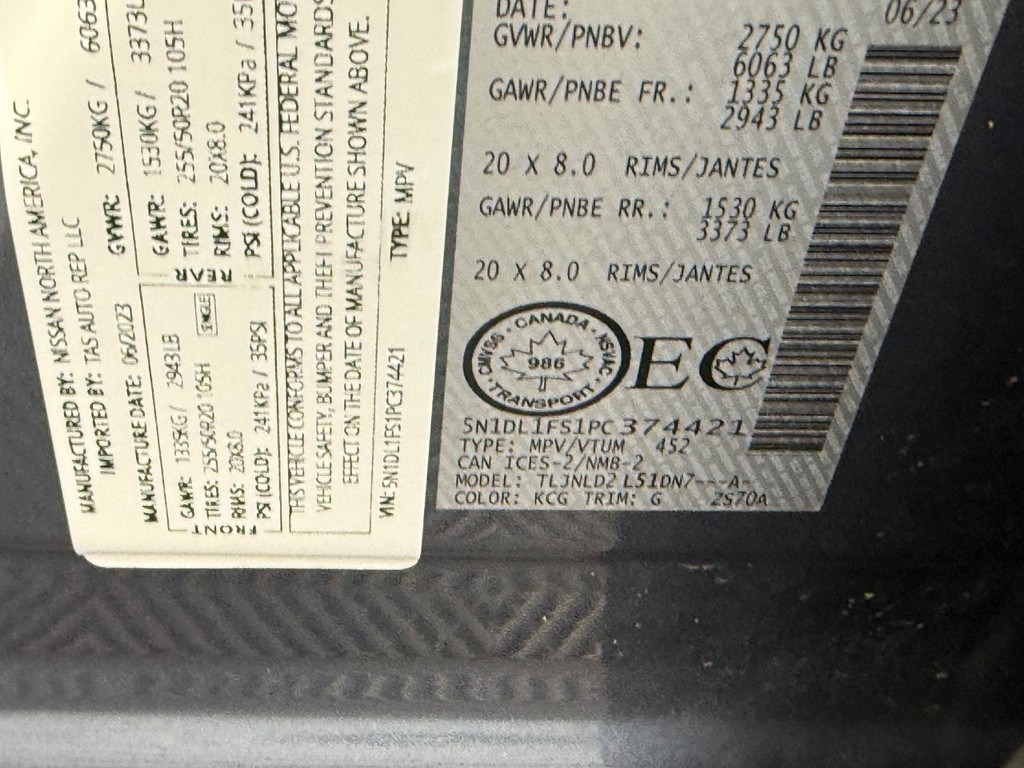 MANUFACTURED BY: NISSAN NORTH AMERICA, INC.
IMPORTED BY: TAS AUTO REP LLC
MANUFACTURE DATE: 06/2023
GVWR: 2750KG / 6063
FRONT
GAWR: 1335KG / 2943LB
TIRES: 255/50R20 105H
RIMS: 20X8.0
SINGLE
PSI (COLD): 241KPa / 35PSI
REAR
GAWR: 1530KG / 3373L
TIRES: 255/50R20 105H
RIMS: 20X8.0
PSI (COLD): 241KPa / 35
THIS VEHICLE CONFORMS TO ALL APPLICABLE U.S. FEDERAL MO
VEHICLE SAFETY, BUMPER AND THEFT PREVENTION STANDARDS
EFFECT ON THE DATE OF MANUFACTURE SHOWN ABOVE.
VIN: 5N1DL1FS1PC374421
TYPE: MPV
DATE: 06/23
GVWR/PNBV: 2750 KG
6063 LB
GAWR/PNBE FR.: 1335 KG
2943 LB
20 X 8.0 RIMS/JANTES
GAWR/PNBE RR.: 1530 KG
3373 LB
20 X 8.0 RIMS/JANTES
CANADA
CMVSS · NSVAC
986
TRANSPORT
EC
5N1DL1FS1PC374421
TYPE: MPV/VTUM 452
CAN ICES-2/NMB-2
MODEL: TLJNLD2 L51DN7---A-
COLOR: KCG TRIM: G 2S70A